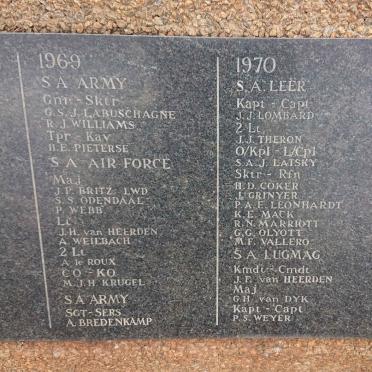 1969
S A ARMY
Gnr - Sktr
G.S.J. LABUSCHAGNE
R.J. WILLIAMS
Tpr - Kav
H.E. PIETERSE
S A AIR FORCE
Maj
J.P. BRITZ LWD
S.S. ODENDAAL
P. WEBB
Lt
J.H. van HEERDEN
A. WEILBACH
2 Lt
A. le ROUX
CO - KO
M.J.H. KRUGEL
S A ARMY
SGT - SERS
A. BREDENKAMP
1970
S.A. LEËR
Kapt - Capt
J.J. LOMBARD
2 Lt
J.J. THERON
O/Kpl - L/Cpl
S.A.J. LATSKY
Sktr - Rfn
H.D. COKER
J. GRINYER
P.A.E. LEONHARDT
K.E. MACK
R.N. MARRIOTT
G.G. OLYOTT
M.F. VALLERO
S.A. LUGMAG
Kmdt - Cmdt
J.F. van HEERDEN
Maj
G.H. van DYK
Kapt - Capt
P.S. WEYER